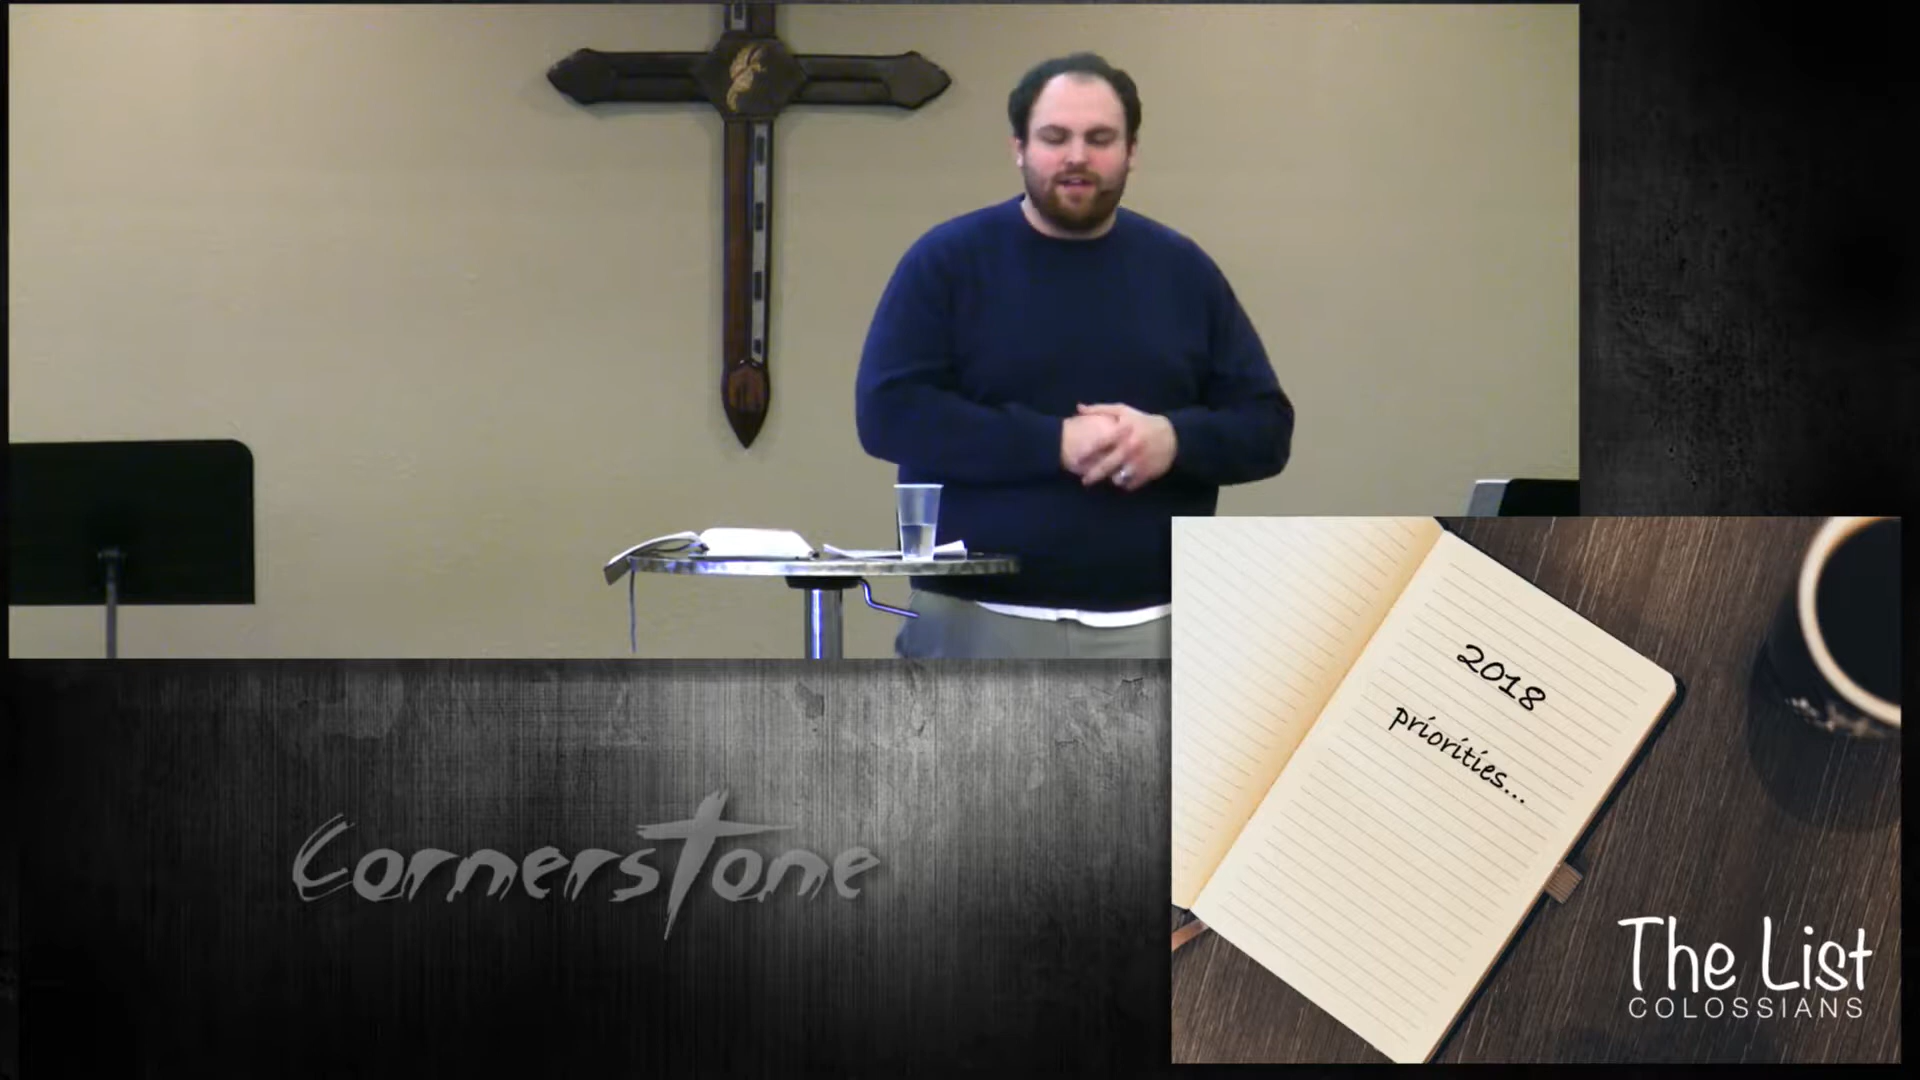 Cornerstone
2018
priorities...
The List
COLOSSIANS